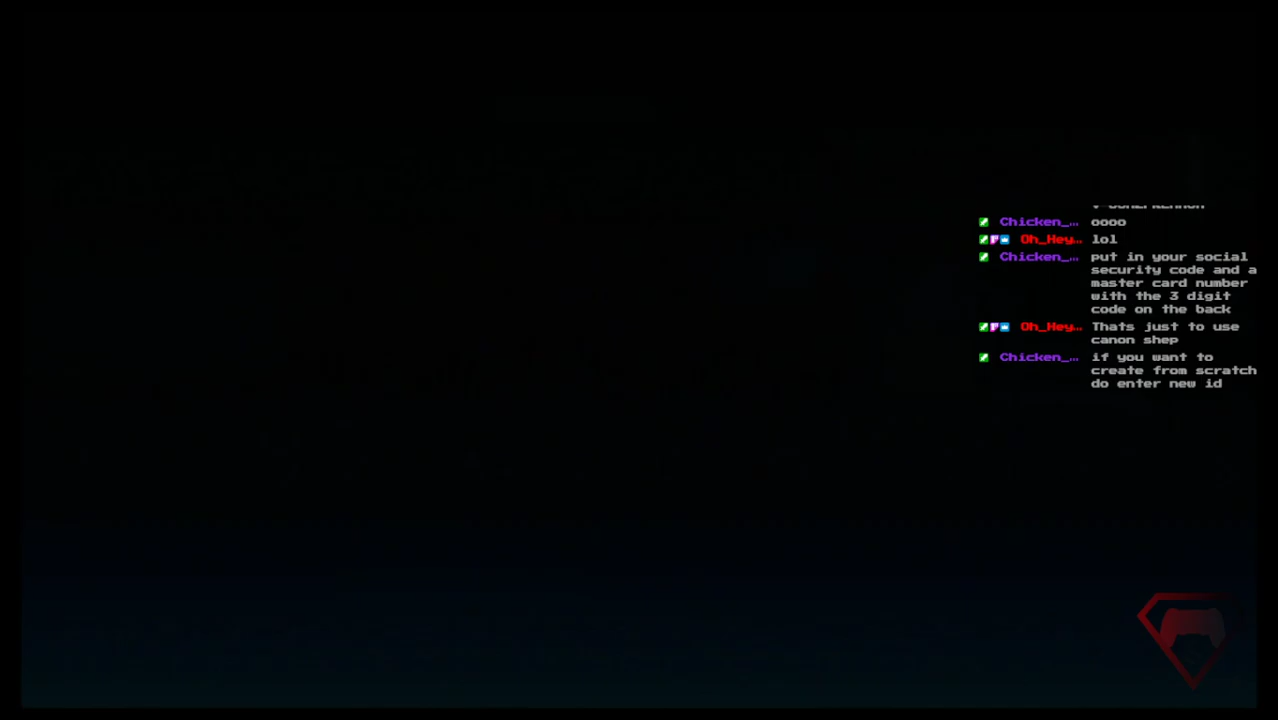 Chicken_… oooo
Oh_Hey… lol
Chicken_… put in your social
security code and a
master card number
with the 3 digit
code on the back
Oh_Hey… Thats just to use
canon shep
Chicken_… if you want to
create from scratch
do enter new id